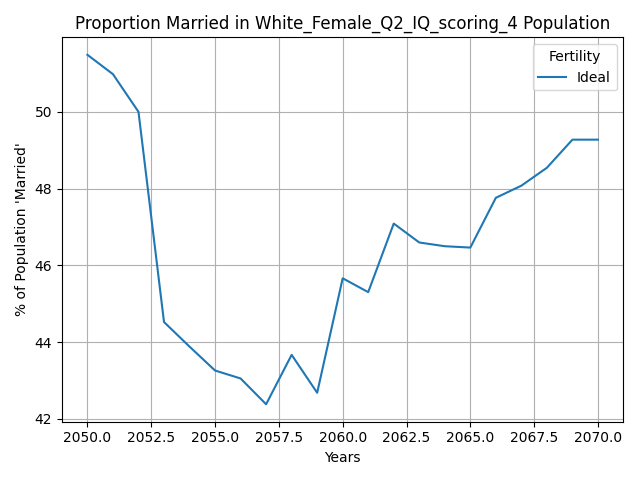 Proportion Married in White_Female_Q2_IQ_scoring_4 Population
Fertility
Ideal
% of Population 'Married'
50
48
46
44
42
2050.0 2052.5 2055.0 2057.5 2060.0 2062.5 2065.0 2067.5 2070.0
Years